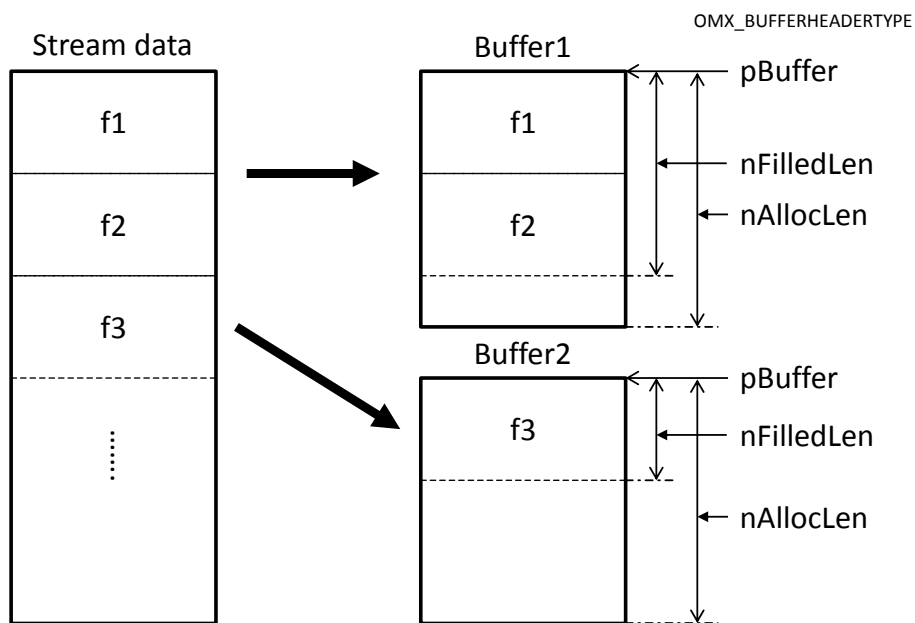 OMX_BUFFERHEADERTYPE
Stream data
Buffer1
pBuffer
f1
f1
nFilledLen
nAllocLen
f2
f2
f3
Buffer2
pBuffer
f3
nFilledLen
......
nAllocLen